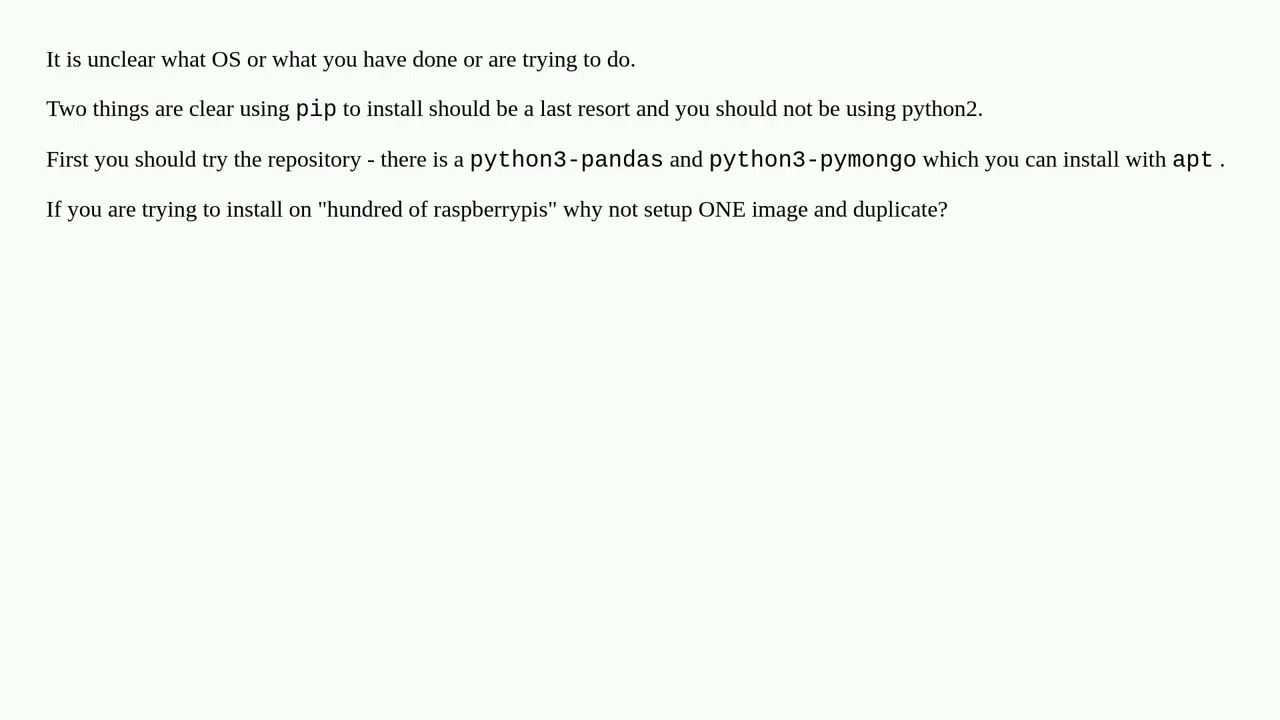 It is unclear what OS or what you have done or are trying to do.
Two things are clear using pip to install should be a last resort and you should not be using python2.
First you should try the repository - there is a python3-pandas and python3-pymongo which you can install with apt .
If you are trying to install on "hundred of raspberrypis" why not setup ONE image and duplicate?